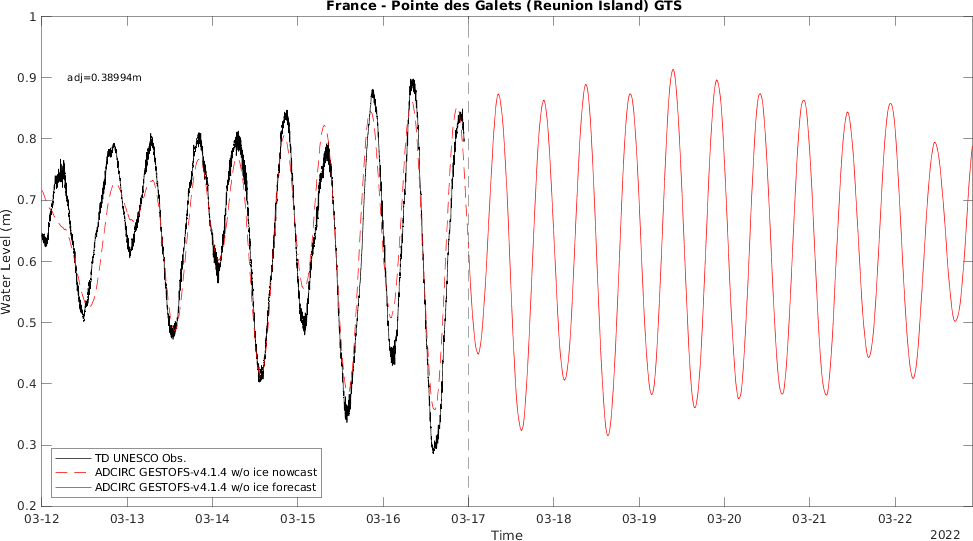 France - Pointe des Galets (Reunion Island) GTS
adj=0.38994m
Water Level (m)
1
0.9
0.8
0.7
0.6
0.5
0.4
0.3
0.2
TD UNESCO Obs.
ADCIRC GESTOFS-v4.1.4 w/o ice nowcast
ADCIRC GESTOFS-v4.1.4 w/o ice forecast
03-12 03-13 03-14 03-15 03-16 03-17 03-18 03-19 03-20 03-21 03-22
Time
2022